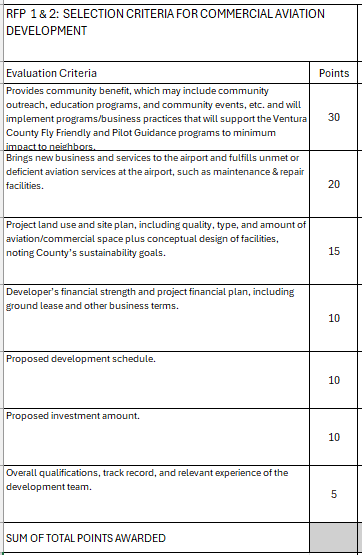 RFP 1 & 2: SELECTION CRITERIA FOR COMMERCIAL AVIATION
DEVELOPMENT
Evaluation Criteria Points
Provides community benefit, which may include community
outreach, education programs, and community events, etc. and will
implement programs/business practices that will support the Ventura
County Fly Friendly and Pilot Guidance programs to minimum
impact to neighbors.
30
Brings new business and services to the airport and fulfills unmet or
deficient aviation services at the airport, such as maintenance & repair
facilities.
20
Project land use and site plan, including quality, type, and amount of
aviation/commercial space plus conceptual design of facilities,
noting County's sustainability goals.
15
Developer's financial strength and project financial plan, including
ground lease and other business terms.
10
Proposed development schedule.
10
Proposed investment amount.
10
Overall qualifications, track record, and relevant experience of the
development team.
5
SUM OF TOTAL POINTS AWARDED